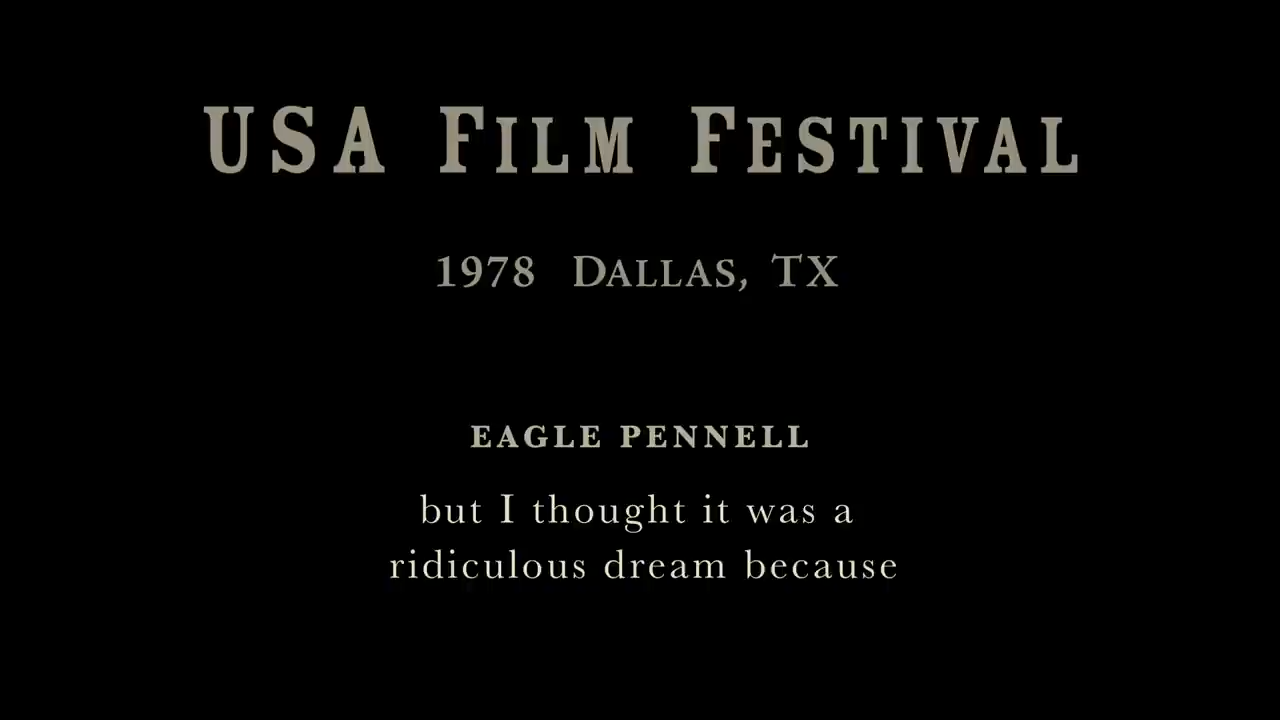 USA FILM FESTIVAL
1978 DALLAS, TX
EAGLE PENNELL
but I thought it was a
ridiculous dream because